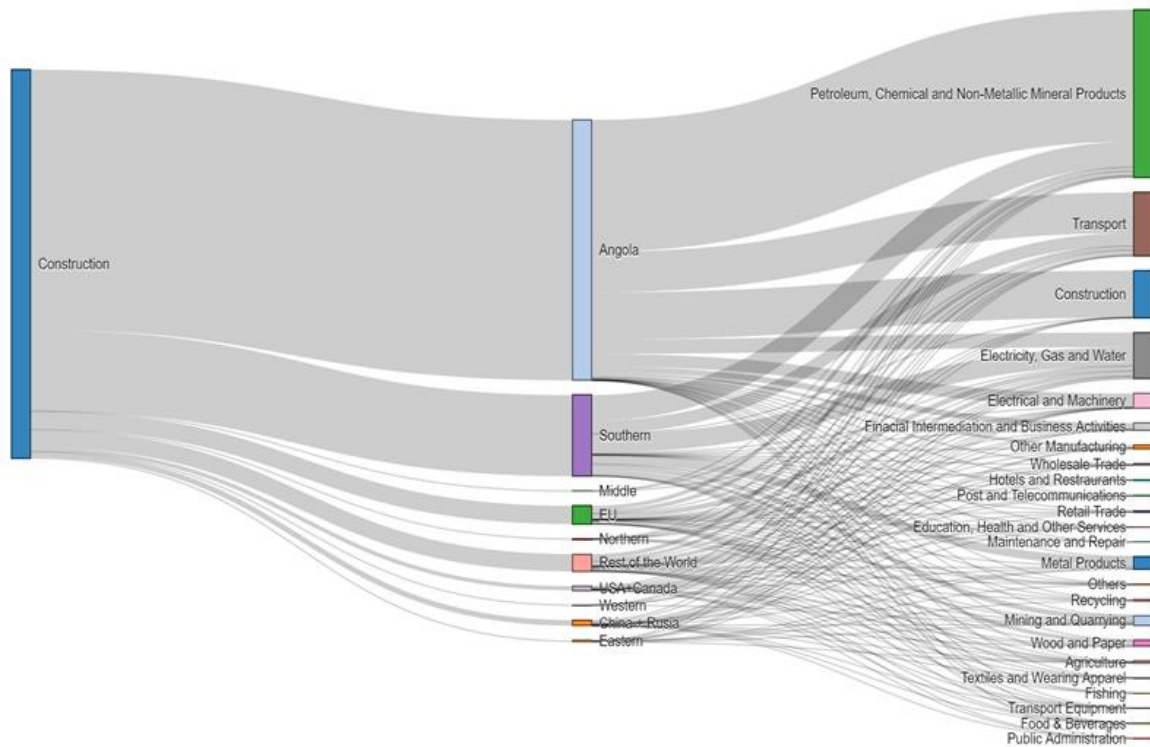 Construction
Angola
Southern
Middle
EU
Northern
Rest of the World
USA+Canada
Western
China + Rusia
Eastern
Petroleum, Chemical and Non-Metallic Mineral Products
Transport
Construction
Electricity, Gas and Water
Electrical and Machinery
Finacial Intermediation and Business Activities
Other Manufacturing
Wholesale Trade
Hotels and Restraurants
Post and Telecommunications
Retail Trade
Education, Health and Other Services
Maintenance and Repair
Metal Products
Others
Recycling
Mining and Quarrying
Wood and Paper
Agriculture
Textiles and Wearing Apparel
Fishing
Transport Equipment
Food & Beverages
Public Administration